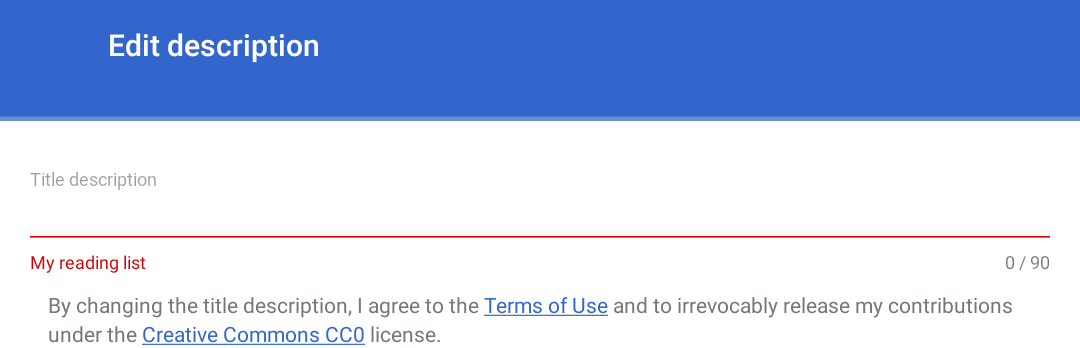 Edit description
Title description
My reading list
0 / 90
By changing the title description, I agree to the Terms of Use and to irrevocably release my contributions
under the Creative Commons CC0 license.